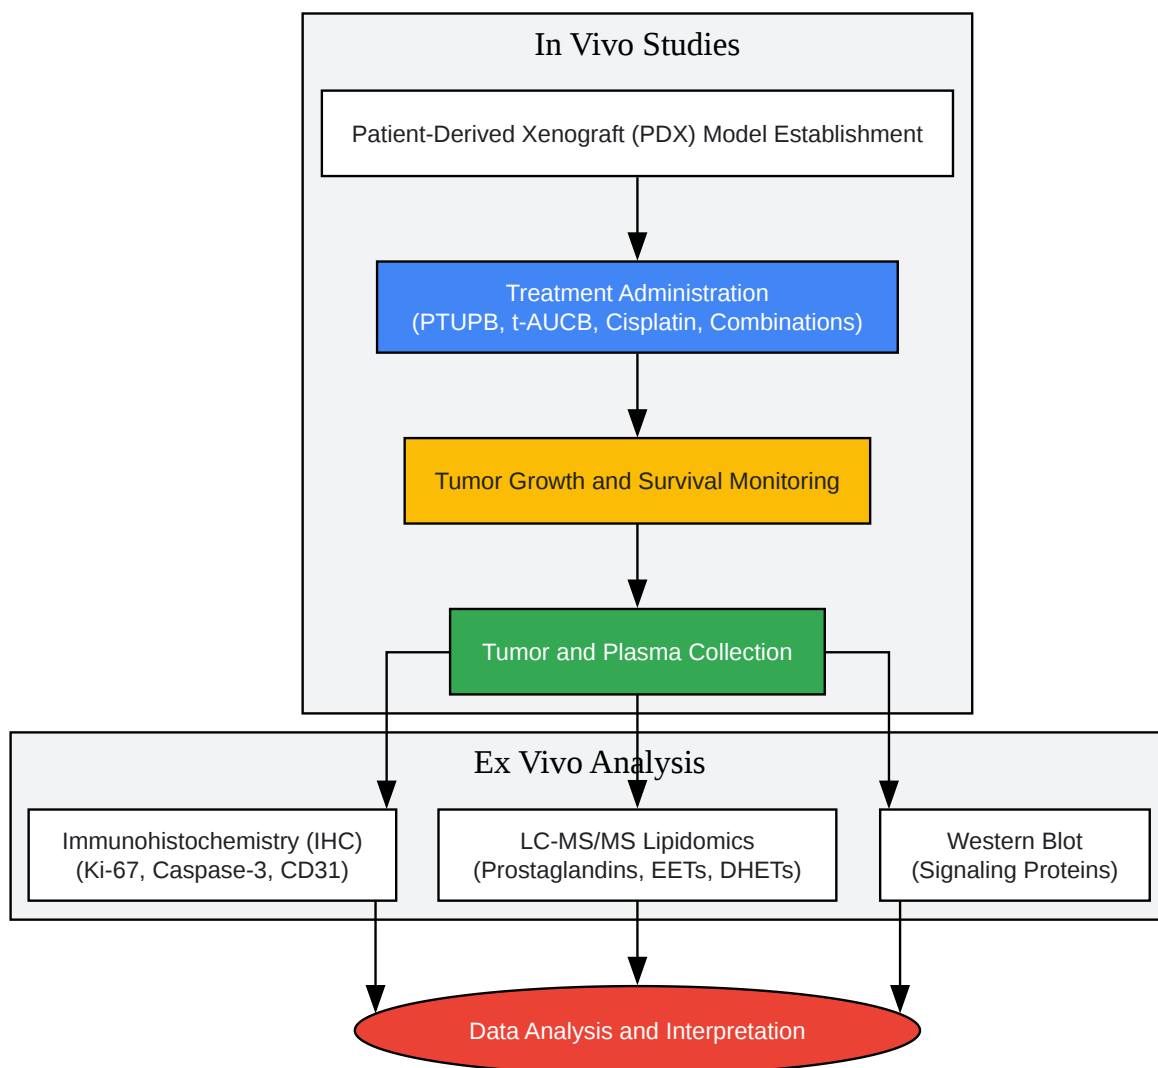 In Vivo Studies
Patient-Derived Xenograft (PDX) Model Establishment
Treatment Administration
(PTUPB, t-AUCB, Cisplatin, Combinations)
Tumor Growth and Survival Monitoring
Tumor and Plasma Collection
Ex Vivo Analysis
Immunohistochemistry (IHC)
(Ki-67, Caspase-3, CD31)
LC-MS/MS Lipidomics
(Prostaglandins, EETs, DHETs)
Western Blot
(Signaling Proteins)
Data Analysis and Interpretation